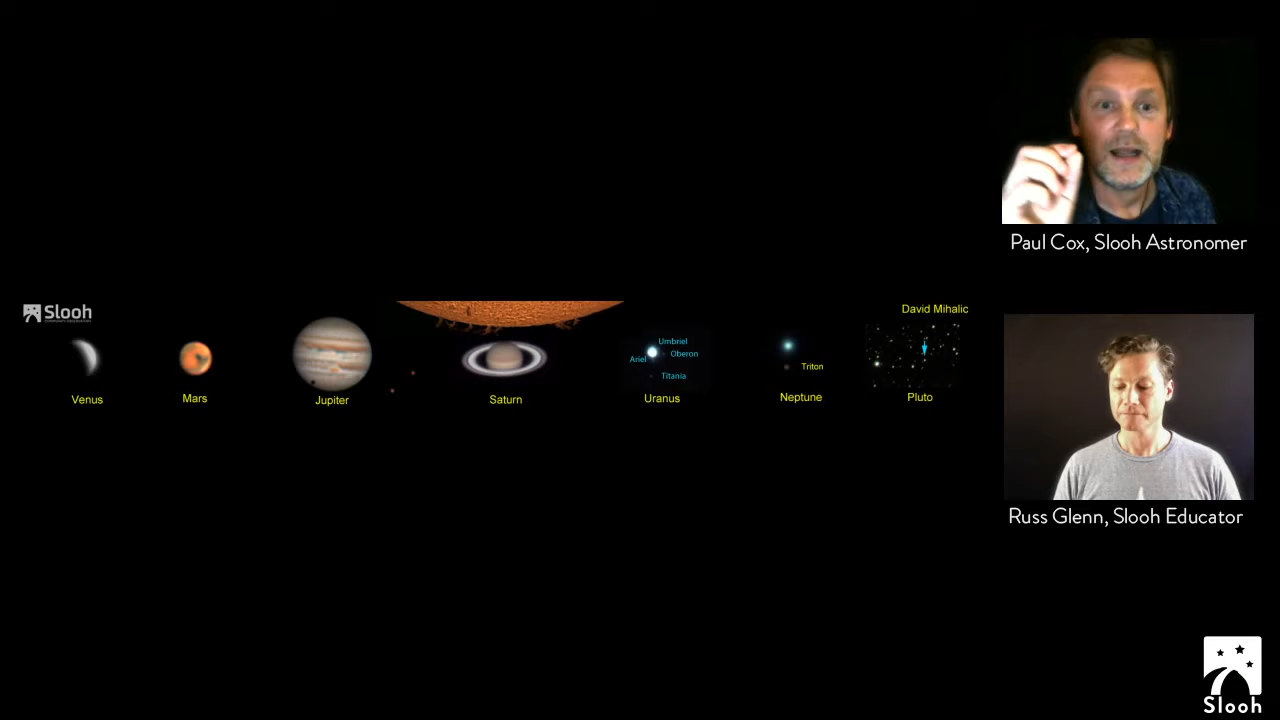 Slooh
David Mihalic
Venus
Mars
Jupiter
Saturn
Umbriel
Ariel
Oberon
Titania
Uranus
Triton
Neptune
Pluto
Paul Cox, Slooh Astronomer
Russ Glenn, Slooh Educator
Slooh